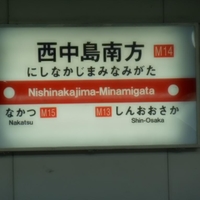 西中島南方 M14
にしなかじまみなみがた
Nishinakajima-Minamigata
なかつ M15 M13 しんおおさか
Nakatsu Shin-Osaka